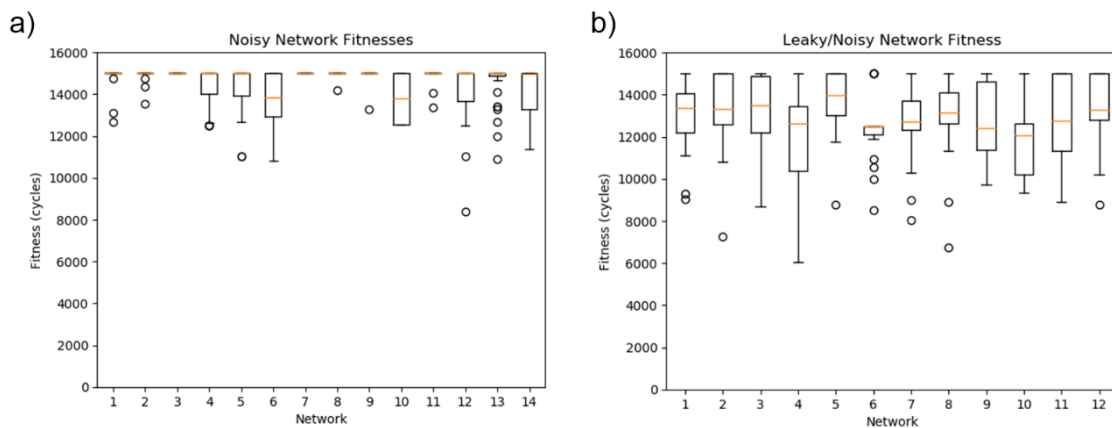 a)
Noisy Network Fitnesses
16000
14000
12000
10000
8000
6000
4000
2000
0
Fitness (cycles)
1 2 3 4 5 6 7 8 9 10 11 12 13 14
Network
b)
Leaky/Noisy Network Fitness
16000
14000
12000
10000
8000
6000
4000
2000
0
Fitness (cycles)
1 2 3 4 5 6 7 8 9 10 11 12
Network